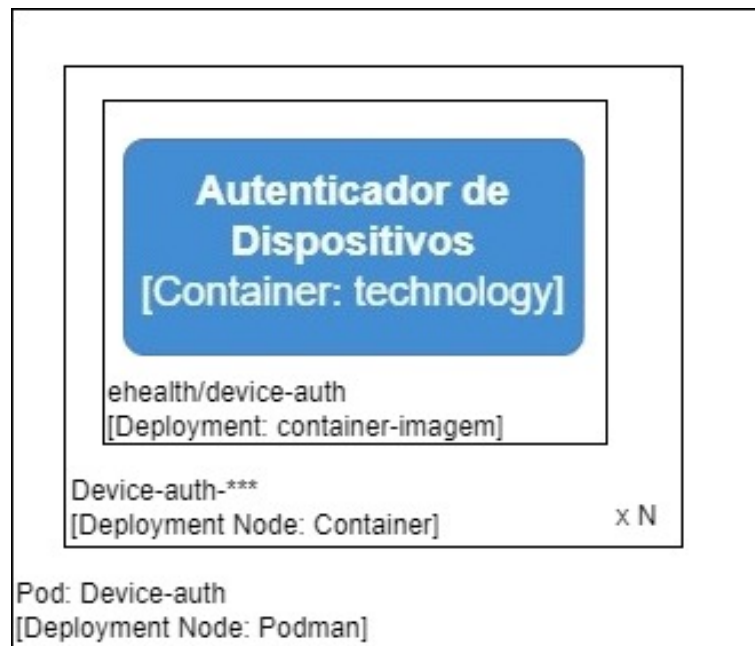 Autenticador de
Dispositivos
[Container: technology]
ehealth/device-auth
[Deployment: container-imagem]
Device-auth-***
[Deployment Node: Container]
x N
Pod: Device-auth
[Deployment Node: Podman]